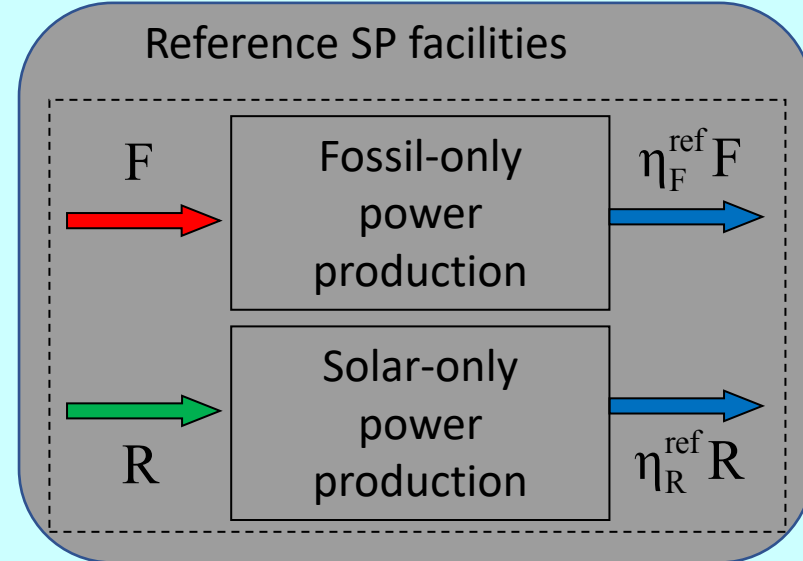 Reference SP facilities
F
Fossil-only
power
production
η_F^ref F
R
Solar-only
power
production
η_R^ref R